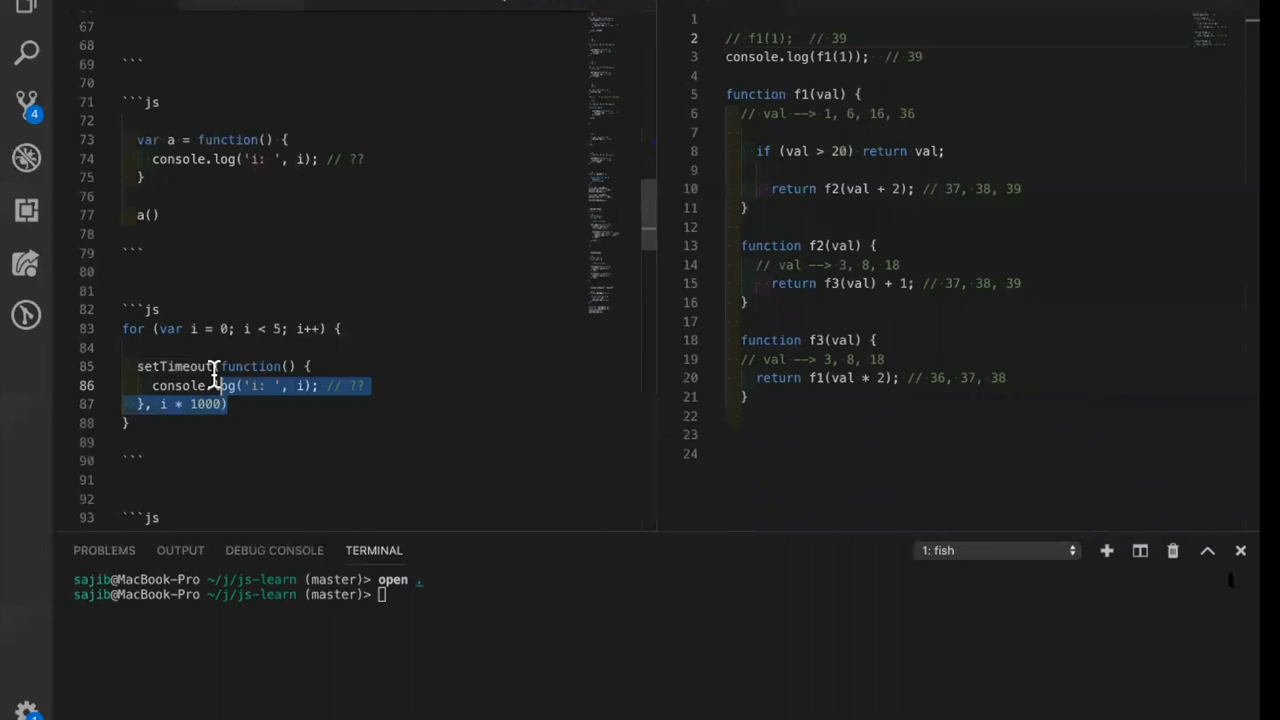 67
68
69 ```
70
71 ```js
72
73 var a = function() {
74 console.log('i: ', i); // ??
75 }
76
77 a()
78
79 ```
80
81
82 ```js
83 for (var i = 0; i < 5; i++) {
84
85 setTimeout(function() {
86 console.log('i: ', i); // ??
87 }, i * 1000)
88 }
89
90 ```
91
92
93 ```js
1
2 // f1(1); // 39
3 console.log(f1(1)); // 39
4
5 function f1(val) {
6 // val --> 1, 6, 16, 36
7
8 if (val > 20) return val;
9
10 return f2(val + 2); // 37, 38, 39
11 }
12
13 function f2(val) {
14 // val --> 3, 8, 18
15 return f3(val) + 1; // 37, 38, 39
16 }
17
18 function f3(val) {
19 // val --> 3, 8, 18
20 return f1(val * 2); // 36, 37, 38
21 }
22
23
24
4
PROBLEMS OUTPUT DEBUG CONSOLE TERMINAL 1: fish
sajib@MacBook-Pro ~/j/js-learn (master)> open .
sajib@MacBook-Pro ~/j/js-learn (master)>
1